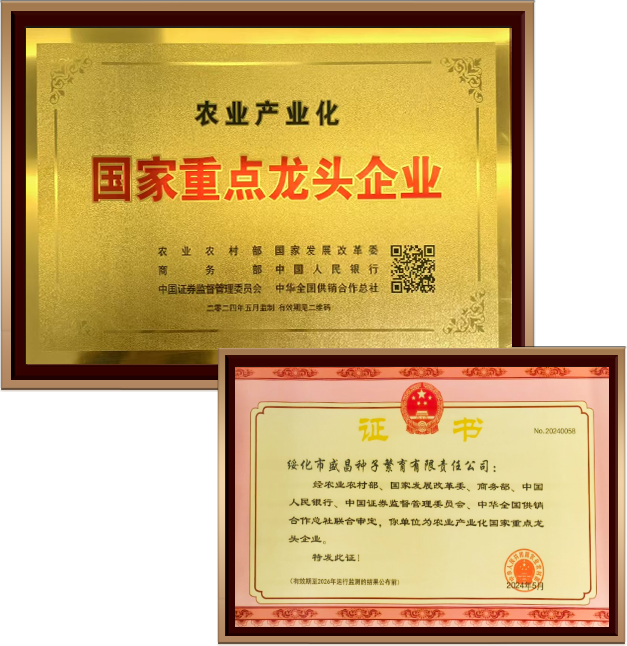 农业产业化
国家重点龙头企业
农业农村部 国家发展改革委
商务部 中国人民银行
中国证券监督管理委员会 中华全国供销合作总社
二零二四年五月监制 有效期见二维码
证书
No.20240058
绥化市盛昌种子繁育有限责任公司：
经农业农村部、国家发展改革委、商务部、中国
人民银行、中国证券监督管理委员会、中华全国供销
合作总社联合审定，你单位为农业产业化国家重点龙
头企业。
特发此证！
（有效期至2026年运行监测的结果公布前）
2024年5月